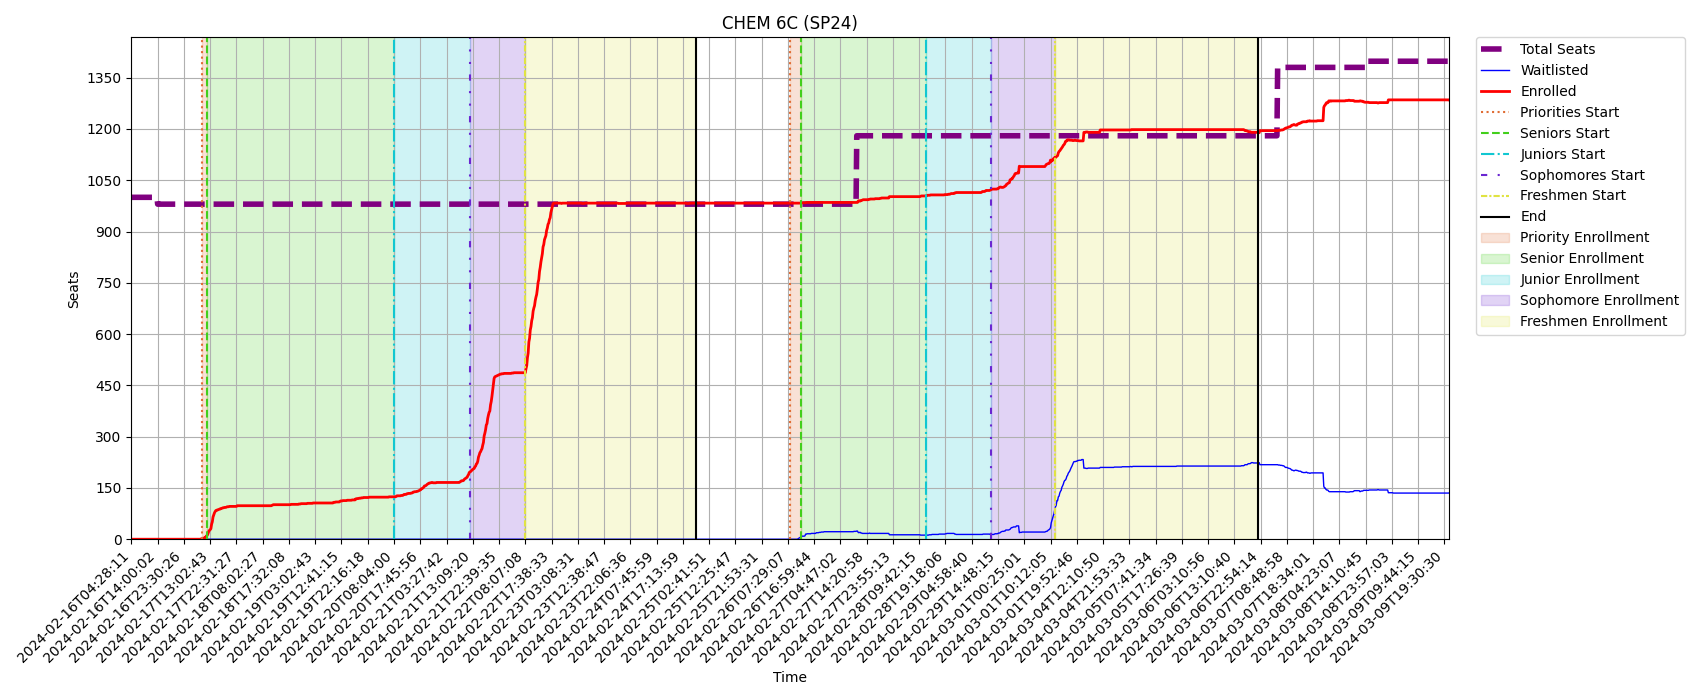 CHEM 6C (SP24)
Seats
1350
1200
1050
900
750
600
450
300
150
0
2024-02-16T04:28:11
2024-02-16T14:00:02
2024-02-16T23:30:26
2024-02-17T13:02:43
2024-02-17T22:31:27
2024-02-18T08:02:27
2024-02-18T17:32:08
2024-02-19T03:02:43
2024-02-19T12:41:15
2024-02-19T22:16:18
2024-02-20T08:04:00
2024-02-20T17:45:56
2024-02-21T03:27:42
2024-02-21T13:09:20
2024-02-21T22:39:35
2024-02-22T08:07:08
2024-02-22T17:38:33
2024-02-23T03:08:31
2024-02-23T12:38:47
2024-02-23T22:06:36
2024-02-24T07:45:59
2024-02-24T17:13:59
2024-02-25T02:41:51
2024-02-25T12:25:47
2024-02-25T21:53:31
2024-02-26T07:29:07
2024-02-26T16:59:44
2024-02-27T04:47:02
2024-02-27T14:20:58
2024-02-27T23:55:13
2024-02-28T09:42:15
2024-02-28T19:18:06
2024-02-29T04:58:40
2024-02-29T14:48:15
2024-03-01T00:25:01
2024-03-01T10:12:05
2024-03-01T19:52:46
2024-03-04T12:10:50
2024-03-04T21:53:33
2024-03-05T07:41:34
2024-03-05T17:26:39
2024-03-06T03:10:56
2024-03-06T13:10:40
2024-03-06T22:54:14
2024-03-07T08:48:58
2024-03-07T18:34:01
2024-03-08T04:23:07
2024-03-08T14:10:45
2024-03-08T23:57:03
2024-03-09T09:44:15
2024-03-09T19:30:30
Time
Total Seats
Waitlisted
Enrolled
Priorities Start
Seniors Start
Juniors Start
Sophomores Start
Freshmen Start
End
Priority Enrollment
Senior Enrollment
Junior Enrollment
Sophomore Enrollment
Freshmen Enrollment